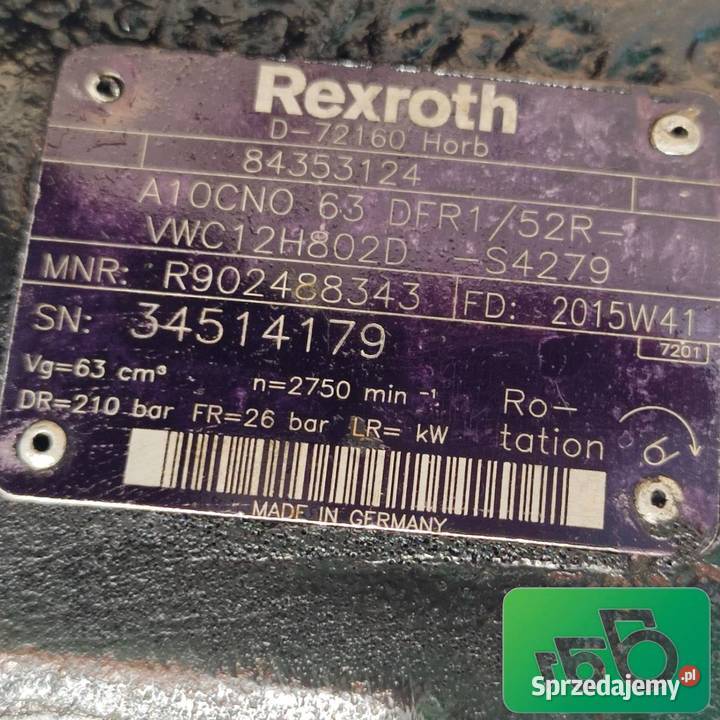 Rexroth
D-72160 Horb
84353124
A10CNO 63 DFR1/52R-
VWC12H802D -S4279
MNR: R902488343 FD: 2015W41
SN: 34514179 7201
Vg=63 cm³ n=2750 min⁻¹ Ro-
DR=210 bar FR=26 bar LR= kW tation
MADE IN GERMANY
Sprzedajemy.pl